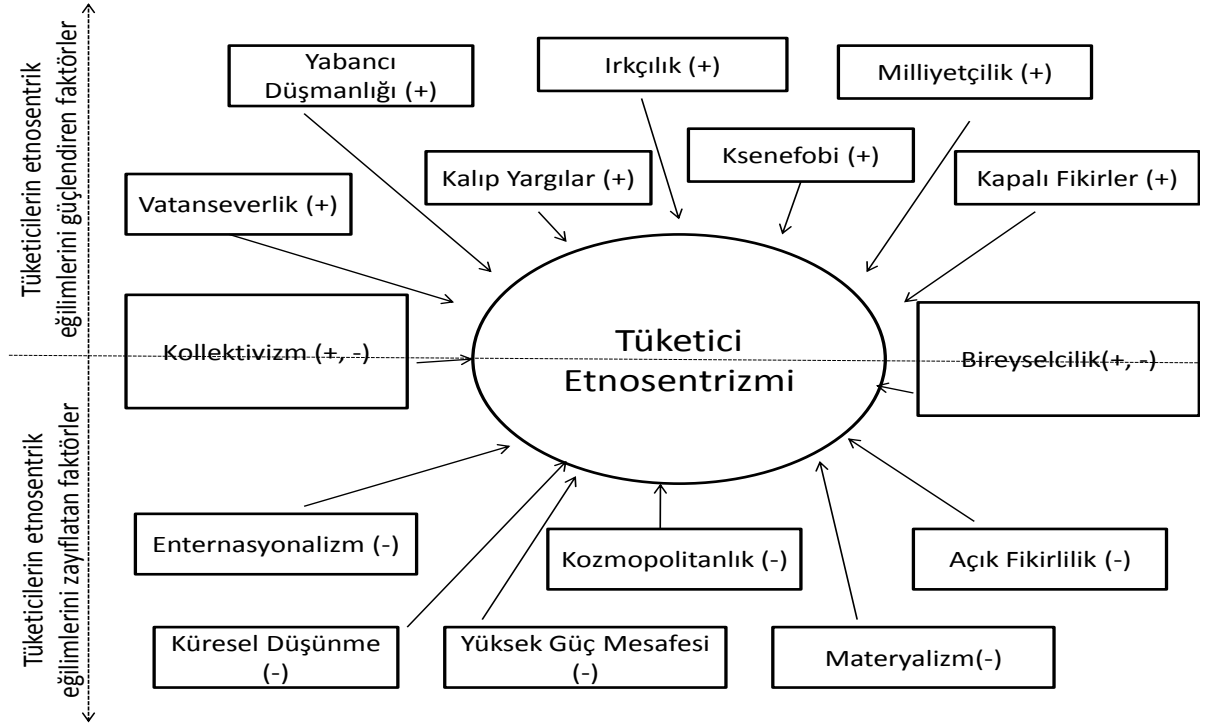 Tüketicilerin etnosentrik
eğilimlerini güçlendiren faktörler
Yabancı
Düşmanlığı (+)
Irkçılık (+)
Milliyetçilik (+)
Kalıp Yargılar (+)
Ksenefobi (+)
Kapalı Fikirler (+)
Vatanseverlik (+)
Kollektivizm (+, -)
Tüketici
Etnosentrizmi
Bireyselcilik(+, -)
Tüketicilerin etnosentrik
eğilimlerini zayıflatan faktörler
Enternasyonalizm (-)
Kozmopolitanlık (-)
Açık Fikirlilik (-)
Küresel Düşünme
(-)
Yüksek Güç Mesafesi
(-)
Materyalizm(-)